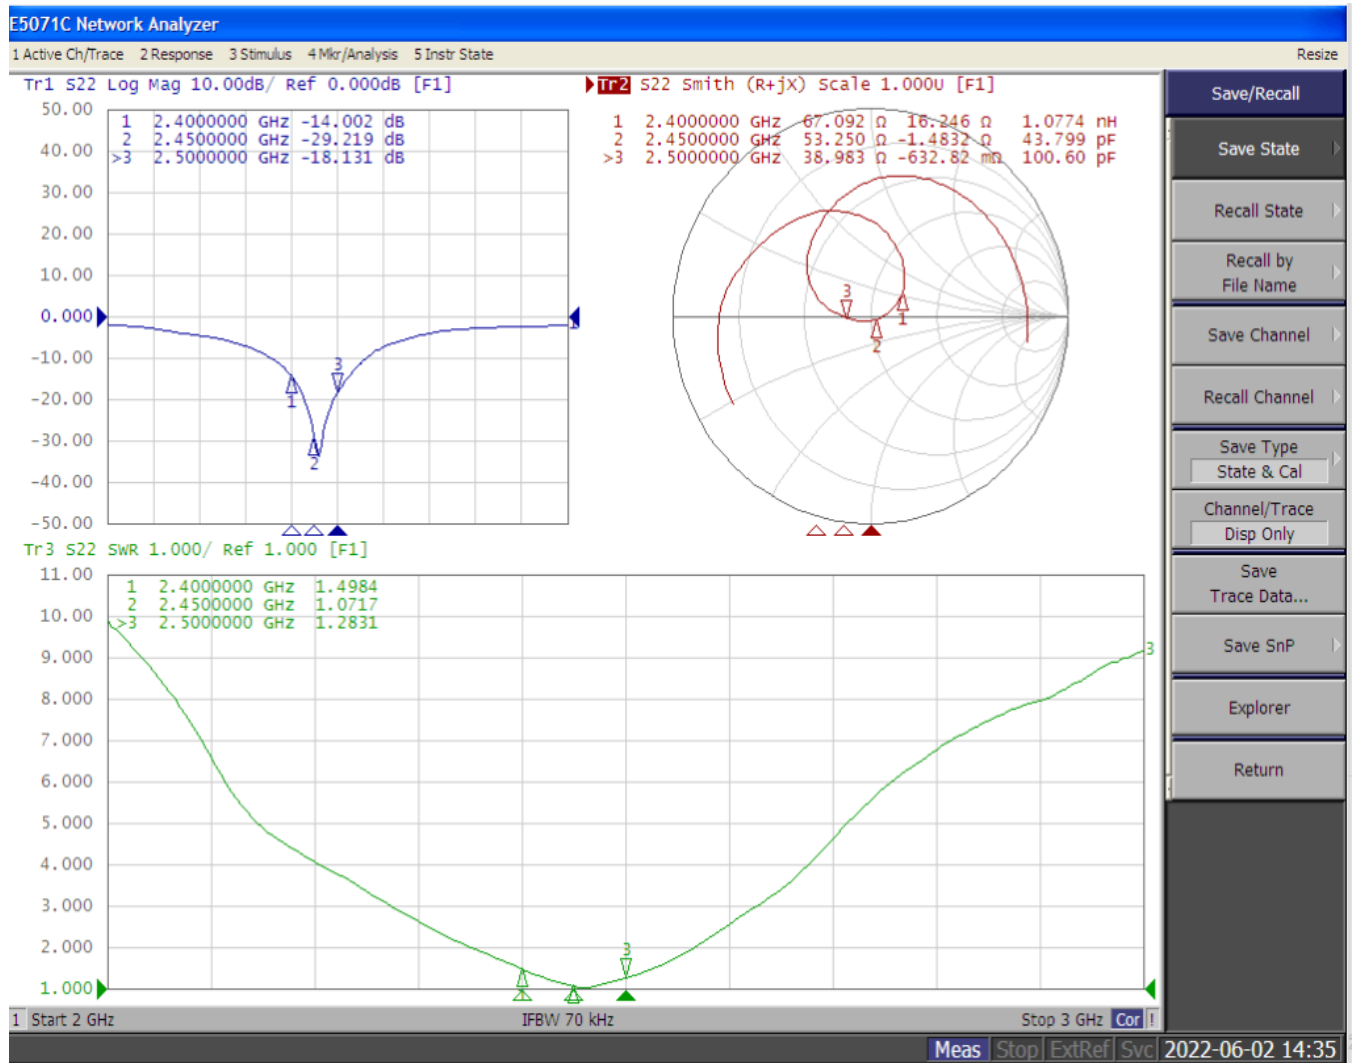 E5071C Network Analyzer
1 Active Ch/Trace 2 Response 3 Stimulus 4 Mkr/Analysis 5 Instr State Resize
Tr1 S22 Log Mag 10.00dB/ Ref 0.000dB [F1]
50.00
40.00
30.00
20.00
10.00
0.000
-10.00
-20.00
-30.00
-40.00
-50.00
1 2.4000000 GHz -14.002 dB
2 2.4500000 GHz -29.219 dB
>3 2.5000000 GHz -18.131 dB
3
1
2
1
Tr2 S22 Smith (R+jX) Scale 1.000U [F1]
1 2.4000000 GHz 67.092 Ω 16.246 Ω 1.0774 nH
2 2.4500000 GHz 53.250 Ω -1.4832 Ω 43.799 pF
>3 2.5000000 GHz 38.983 Ω -632.82 mΩ 100.60 pF
3
1
2
Tr3 S22 SWR 1.000/ Ref 1.000 [F1]
11.00
10.00
9.000
8.000
7.000
6.000
5.000
4.000
3.000
2.000
1.000
1 2.4000000 GHz 1.4984
2 2.4500000 GHz 1.0717
>3 2.5000000 GHz 1.2831
3
3
1 Start 2 GHz IFBW 70 kHz Stop 3 GHz Cor !
Meas Stop ExtRef Svc 2022-06-02 14:35
Save/Recall
Save State
Recall State
Recall by
File Name
Save Channel
Recall Channel
Save Type
State & Cal
Channel/Trace
Disp Only
Save
Trace Data...
Save SnP
Explorer
Return